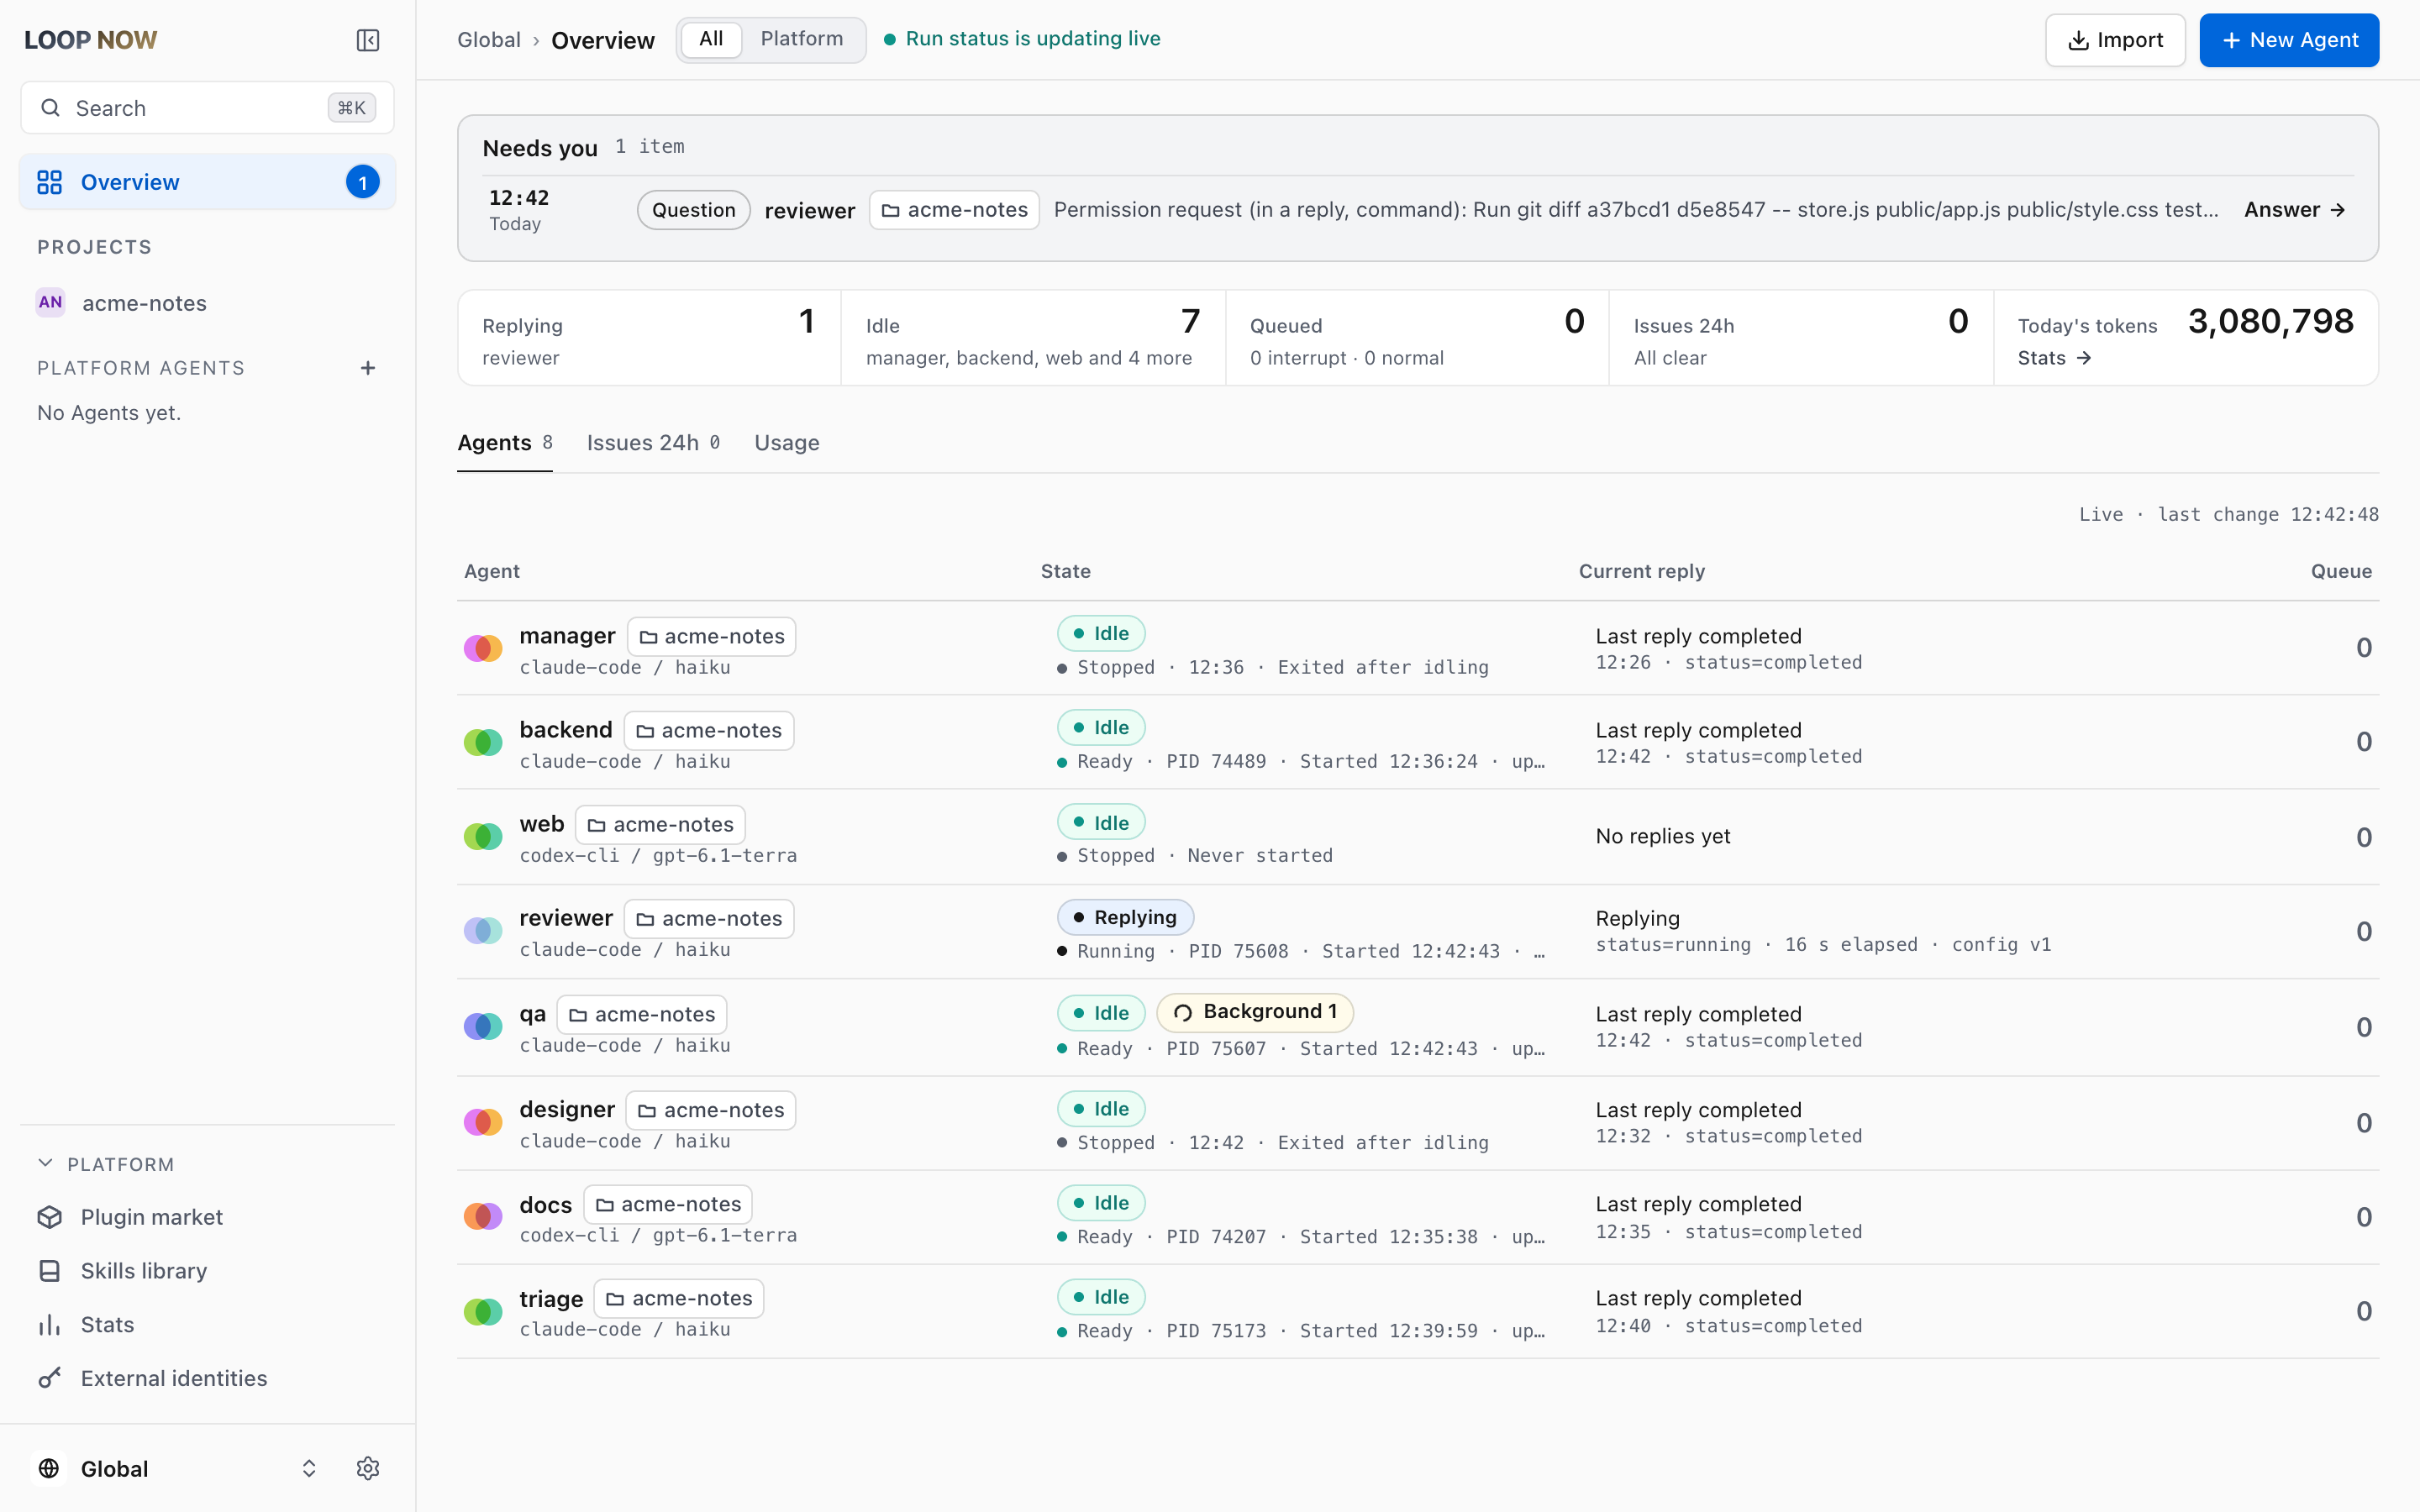 LOOP NOW
Search ⌘K
Overview 1
PROJECTS
AN acme-notes
PLATFORM AGENTS +
No Agents yet.
PLATFORM
Plugin market
Skills library
Stats
External identities
Global
Global › Overview All Platform Run status is updating live
Import
+ New Agent
Needs you 1 item
12:42
Today
Question reviewer acme-notes Permission request (in a reply, command): Run git diff a37bcd1 d5e8547 -- store.js public/app.js public/style.css test… Answer →
Replying 1
reviewer
Idle 7
manager, backend, web and 4 more
Queued 0
0 interrupt · 0 normal
Issues 24h 0
All clear
Today's tokens 3,080,798
Stats →
Agents 8 Issues 24h 0 Usage
Live · last change 12:42:48
Agent State Current reply Queue
manager acme-notes
claude-code / haiku
Idle
Stopped · 12:36 · Exited after idling
Last reply completed
12:26 · status=completed
0
backend acme-notes
claude-code / haiku
Idle
Ready · PID 74489 · Started 12:36:24 · up…
Last reply completed
12:42 · status=completed
0
web acme-notes
codex-cli / gpt-6.1-terra
Idle
Stopped · Never started
No replies yet
0
reviewer acme-notes
claude-code / haiku
Replying
Running · PID 75608 · Started 12:42:43 · …
Replying
status=running · 16 s elapsed · config v1
0
qa acme-notes
claude-code / haiku
Idle Background 1
Ready · PID 75607 · Started 12:42:43 · up…
Last reply completed
12:42 · status=completed
0
designer acme-notes
claude-code / haiku
Idle
Stopped · 12:42 · Exited after idling
Last reply completed
12:32 · status=completed
0
docs acme-notes
codex-cli / gpt-6.1-terra
Idle
Ready · PID 74207 · Started 12:35:38 · up…
Last reply completed
12:35 · status=completed
0
triage acme-notes
claude-code / haiku
Idle
Ready · PID 75173 · Started 12:39:59 · up…
Last reply completed
12:40 · status=completed
0